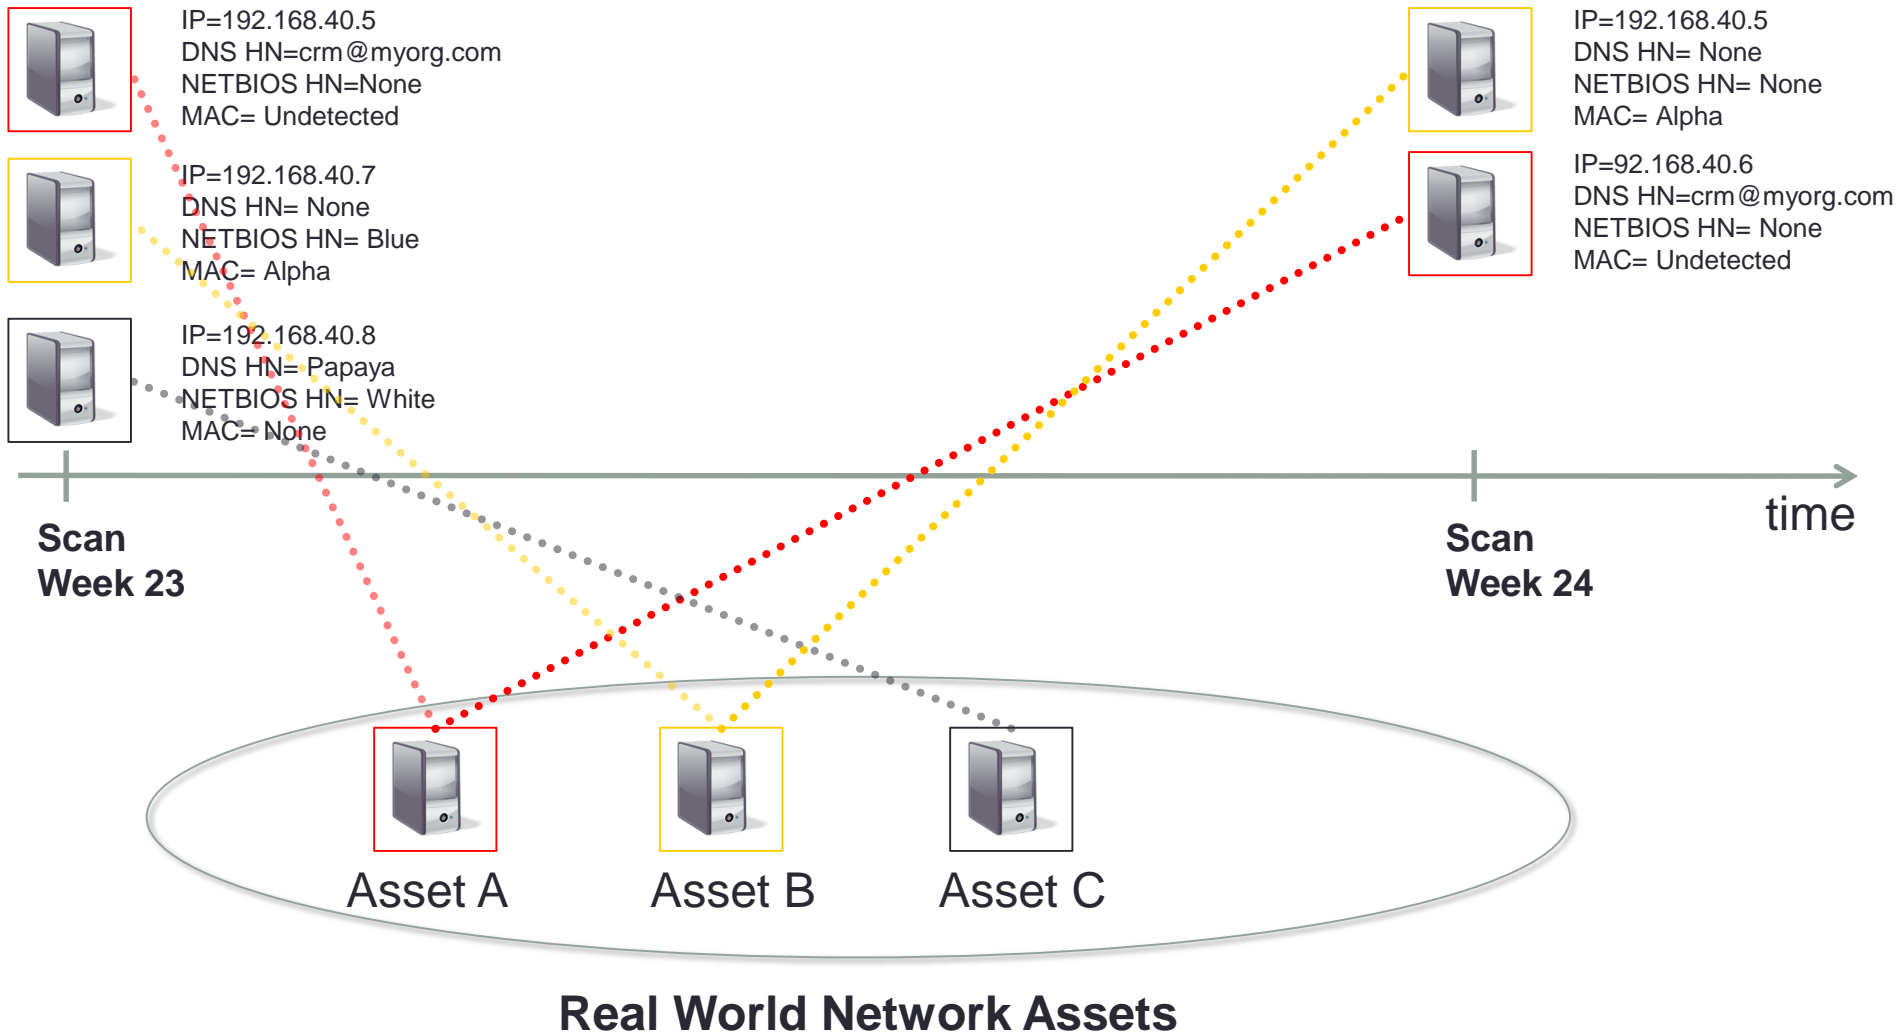 IP=192.168.40.5
DNS HN=crm@myorg.com
NETBIOS HN=None
MAC= Undetected
IP=192.168.40.7
DNS HN= None
NETBIOS HN= Blue
MAC= Alpha
IP=192.168.40.8
DNS HN= Papaya
NETBIOS HN= White
MAC= None
IP=192.168.40.5
DNS HN= None
NETBIOS HN= None
MAC= Alpha
IP=92.168.40.6
DNS HN=crm@myorg.com
NETBIOS HN= None
MAC= Undetected
Scan
Week 23
Scan
Week 24
time
Asset A
Asset B
Asset C
Real World Network Assets